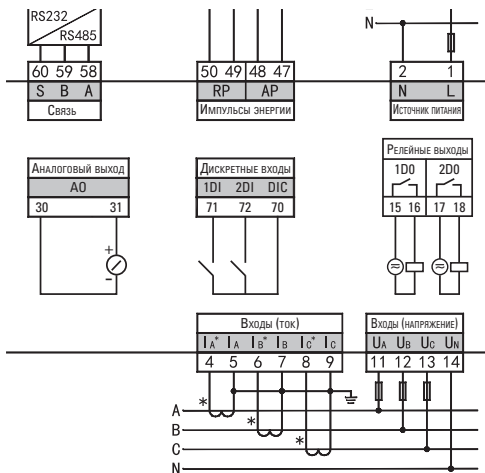 RS232
RS485
N
60 59 58
50 49 48 47
2 1
S B A
RP AP
N L
Связь
Импульсы энергии
Источник питания
Релейные выходы
Аналоговый выход
Дискретные входы
1D0 2D0
AO
1DI 2DI DIC
30 31
71 72 70
15 16 17 18
+
-
Входы (ток)
Входы (напряжение)
IA* IA IB* IB IC* IC
UA UB UC UN
4 5 6 7 8 9
11 12 13 14
*
A
*
B
*
C
N